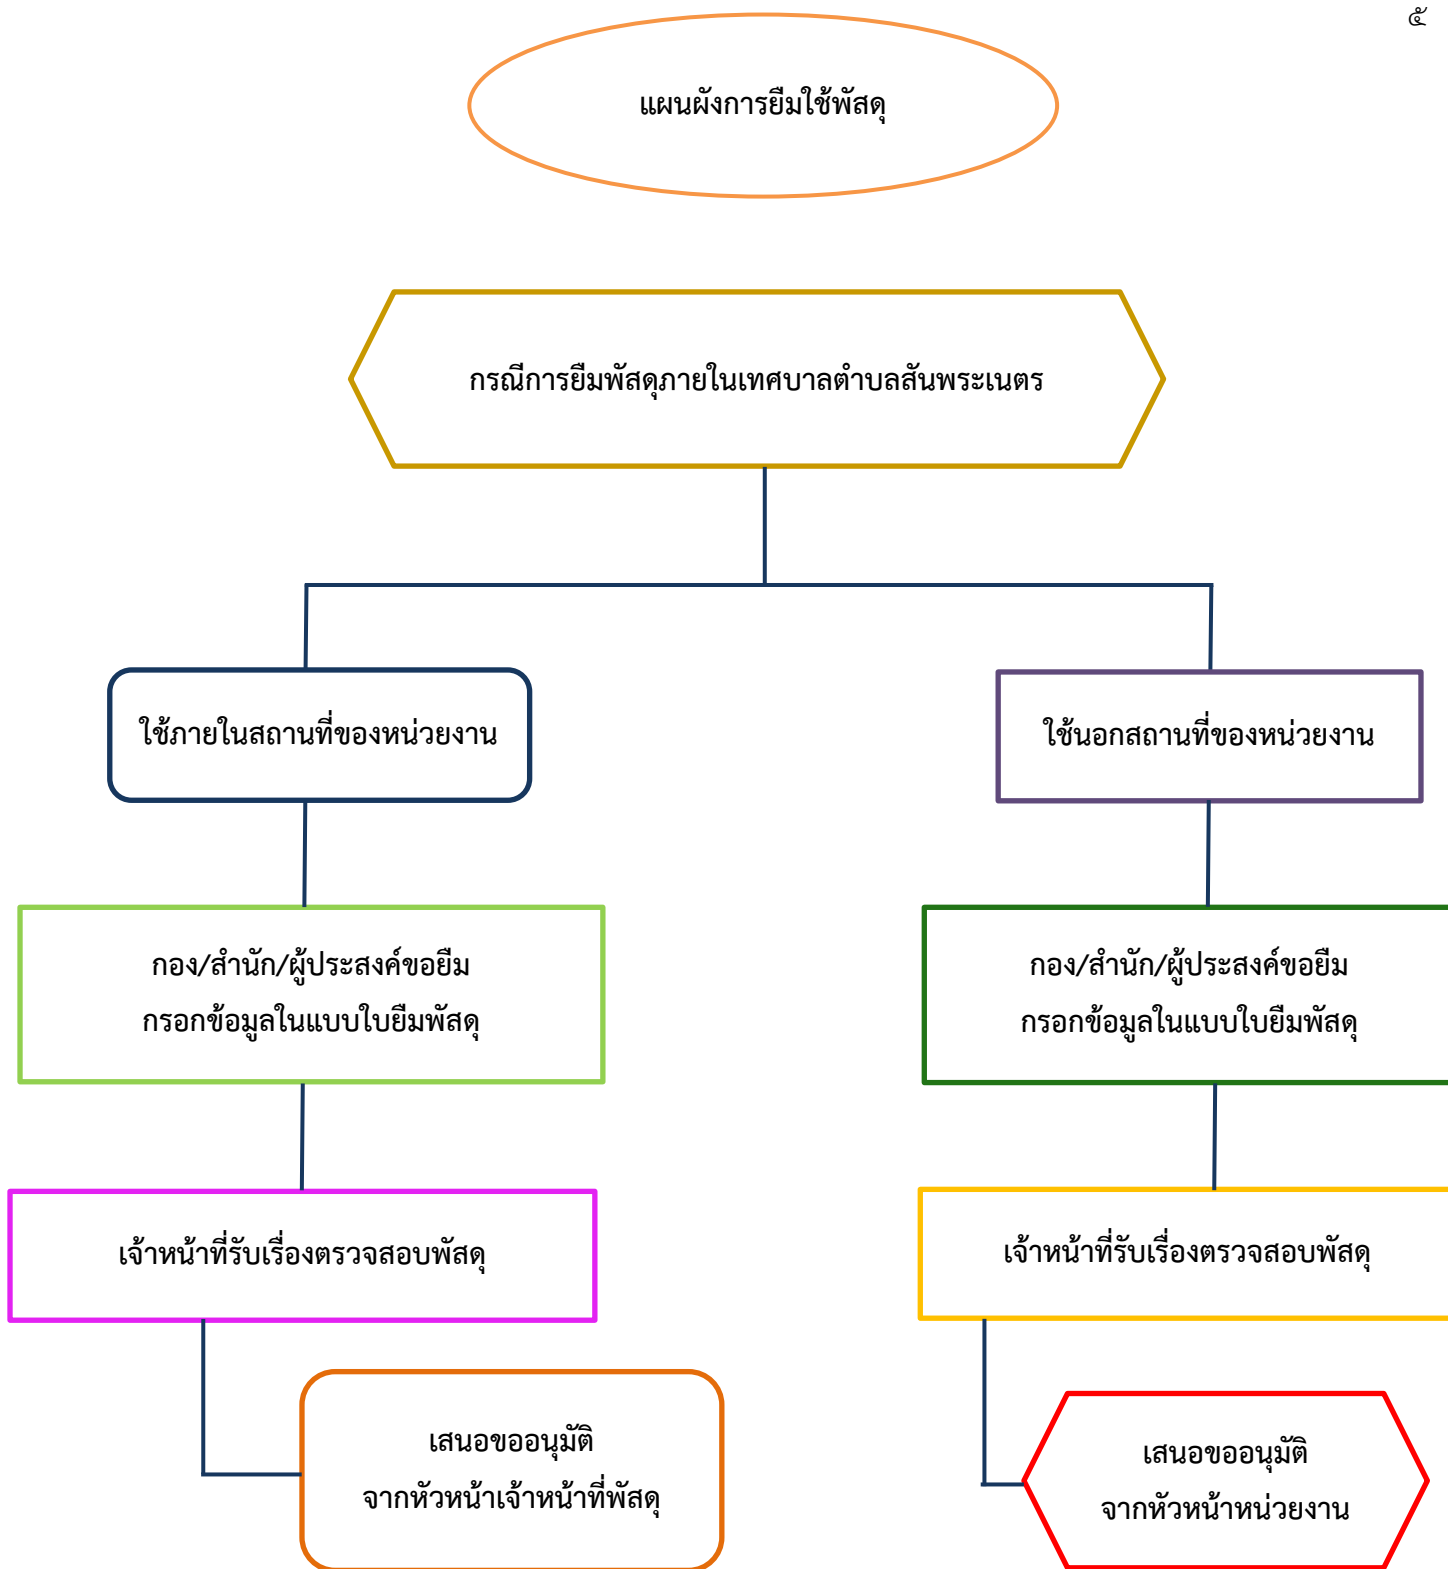 ๕
แผนผังการยืมใช้พัสดุ
กรณีการยืมพัสดุภายในเทศบาลตำบลสันพระเนตร
ใช้ภายในสถานที่ของหน่วยงาน
ใช้นอกสถานที่ของหน่วยงาน
กอง/สำนัก/ผู้ประสงค์ขอยืม
กรอกข้อมูลในแบบใบยืมพัสดุ
กอง/สำนัก/ผู้ประสงค์ขอยืม
กรอกข้อมูลในแบบใบยืมพัสดุ
เจ้าหน้าที่รับเรื่องตรวจสอบพัสดุ
เจ้าหน้าที่รับเรื่องตรวจสอบพัสดุ
เสนอขออนุมัติ
จากหัวหน้าเจ้าหน้าที่พัสดุ
เสนอขออนุมัติ
จากหัวหน้าหน่วยงาน